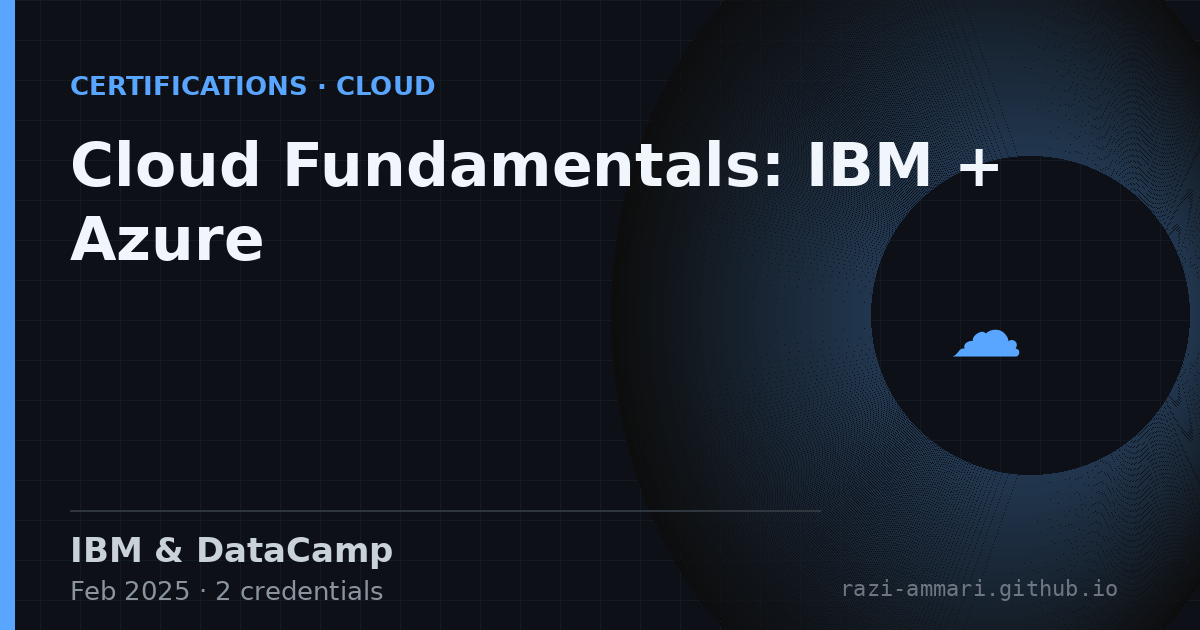 CERTIFICATIONS · CLOUD
Cloud Fundamentals: IBM +
Azure
IBM & DataCamp
Feb 2025 · 2 credentials
razi-ammari.github.io